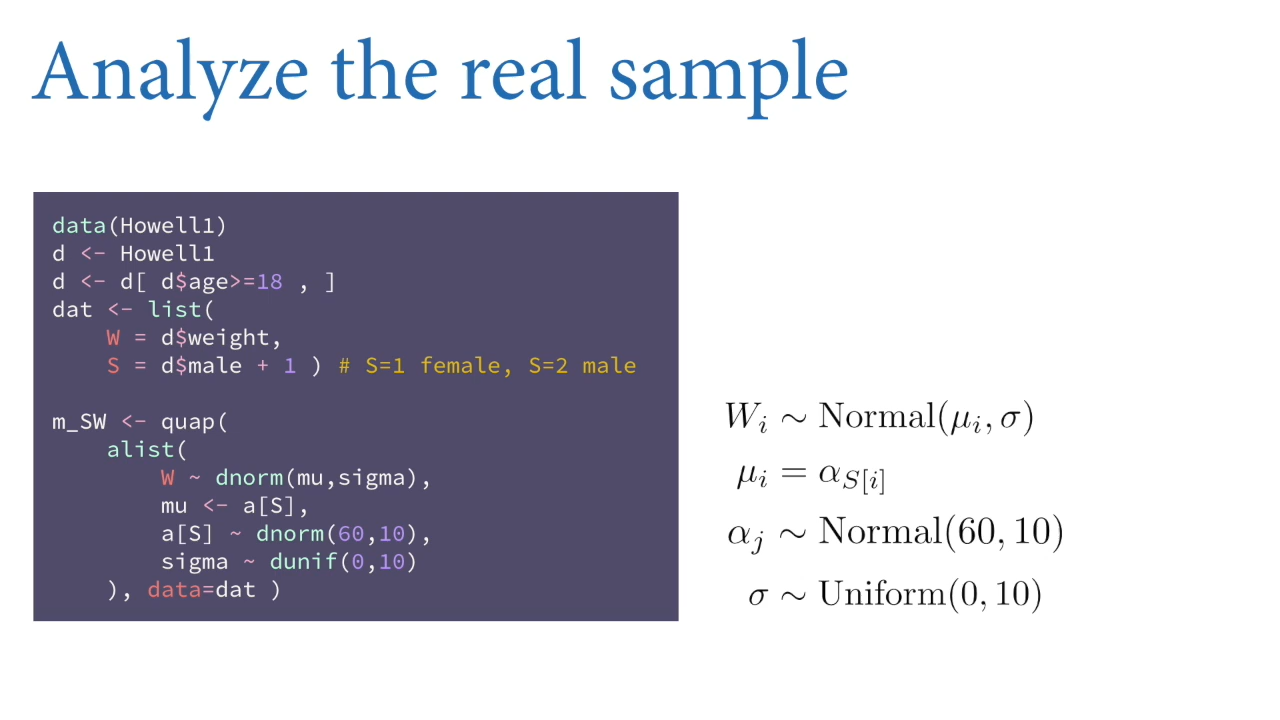 Analyze the real sample
data(Howell1)
d <- Howell1
d <- d[ d$age>=18 , ]
dat <- list(
    W = d$weight,
    S = d$male + 1 ) # S=1 female, S=2 male

m_SW <- quap(
    alist(
        W ~ dnorm(mu,sigma),
        mu <- a[S],
        a[S] ~ dnorm(60,10),
        sigma ~ dunif(0,10)
    ), data=dat )
W_i ∼ Normal(μ_i, σ)
μ_i = α_{S[i]}
α_j ∼ Normal(60, 10)
σ ∼ Uniform(0, 10)